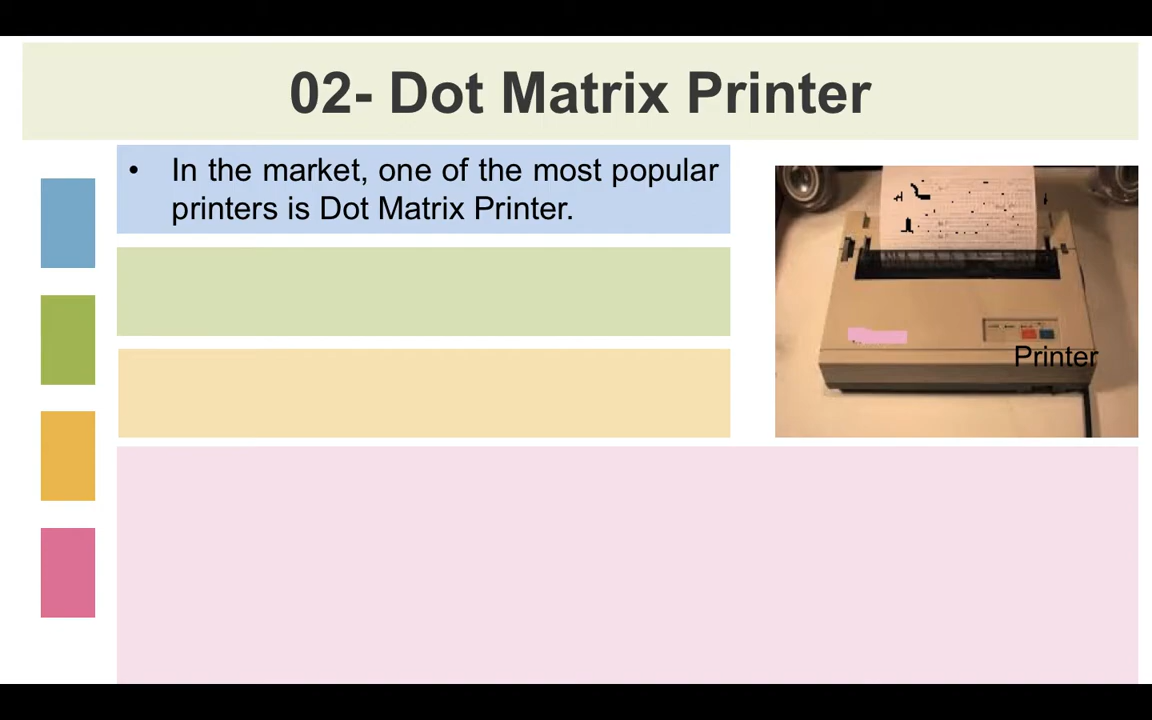 02- Dot Matrix Printer
• In the market, one of the most popular
printers is Dot Matrix Printer.
Printer